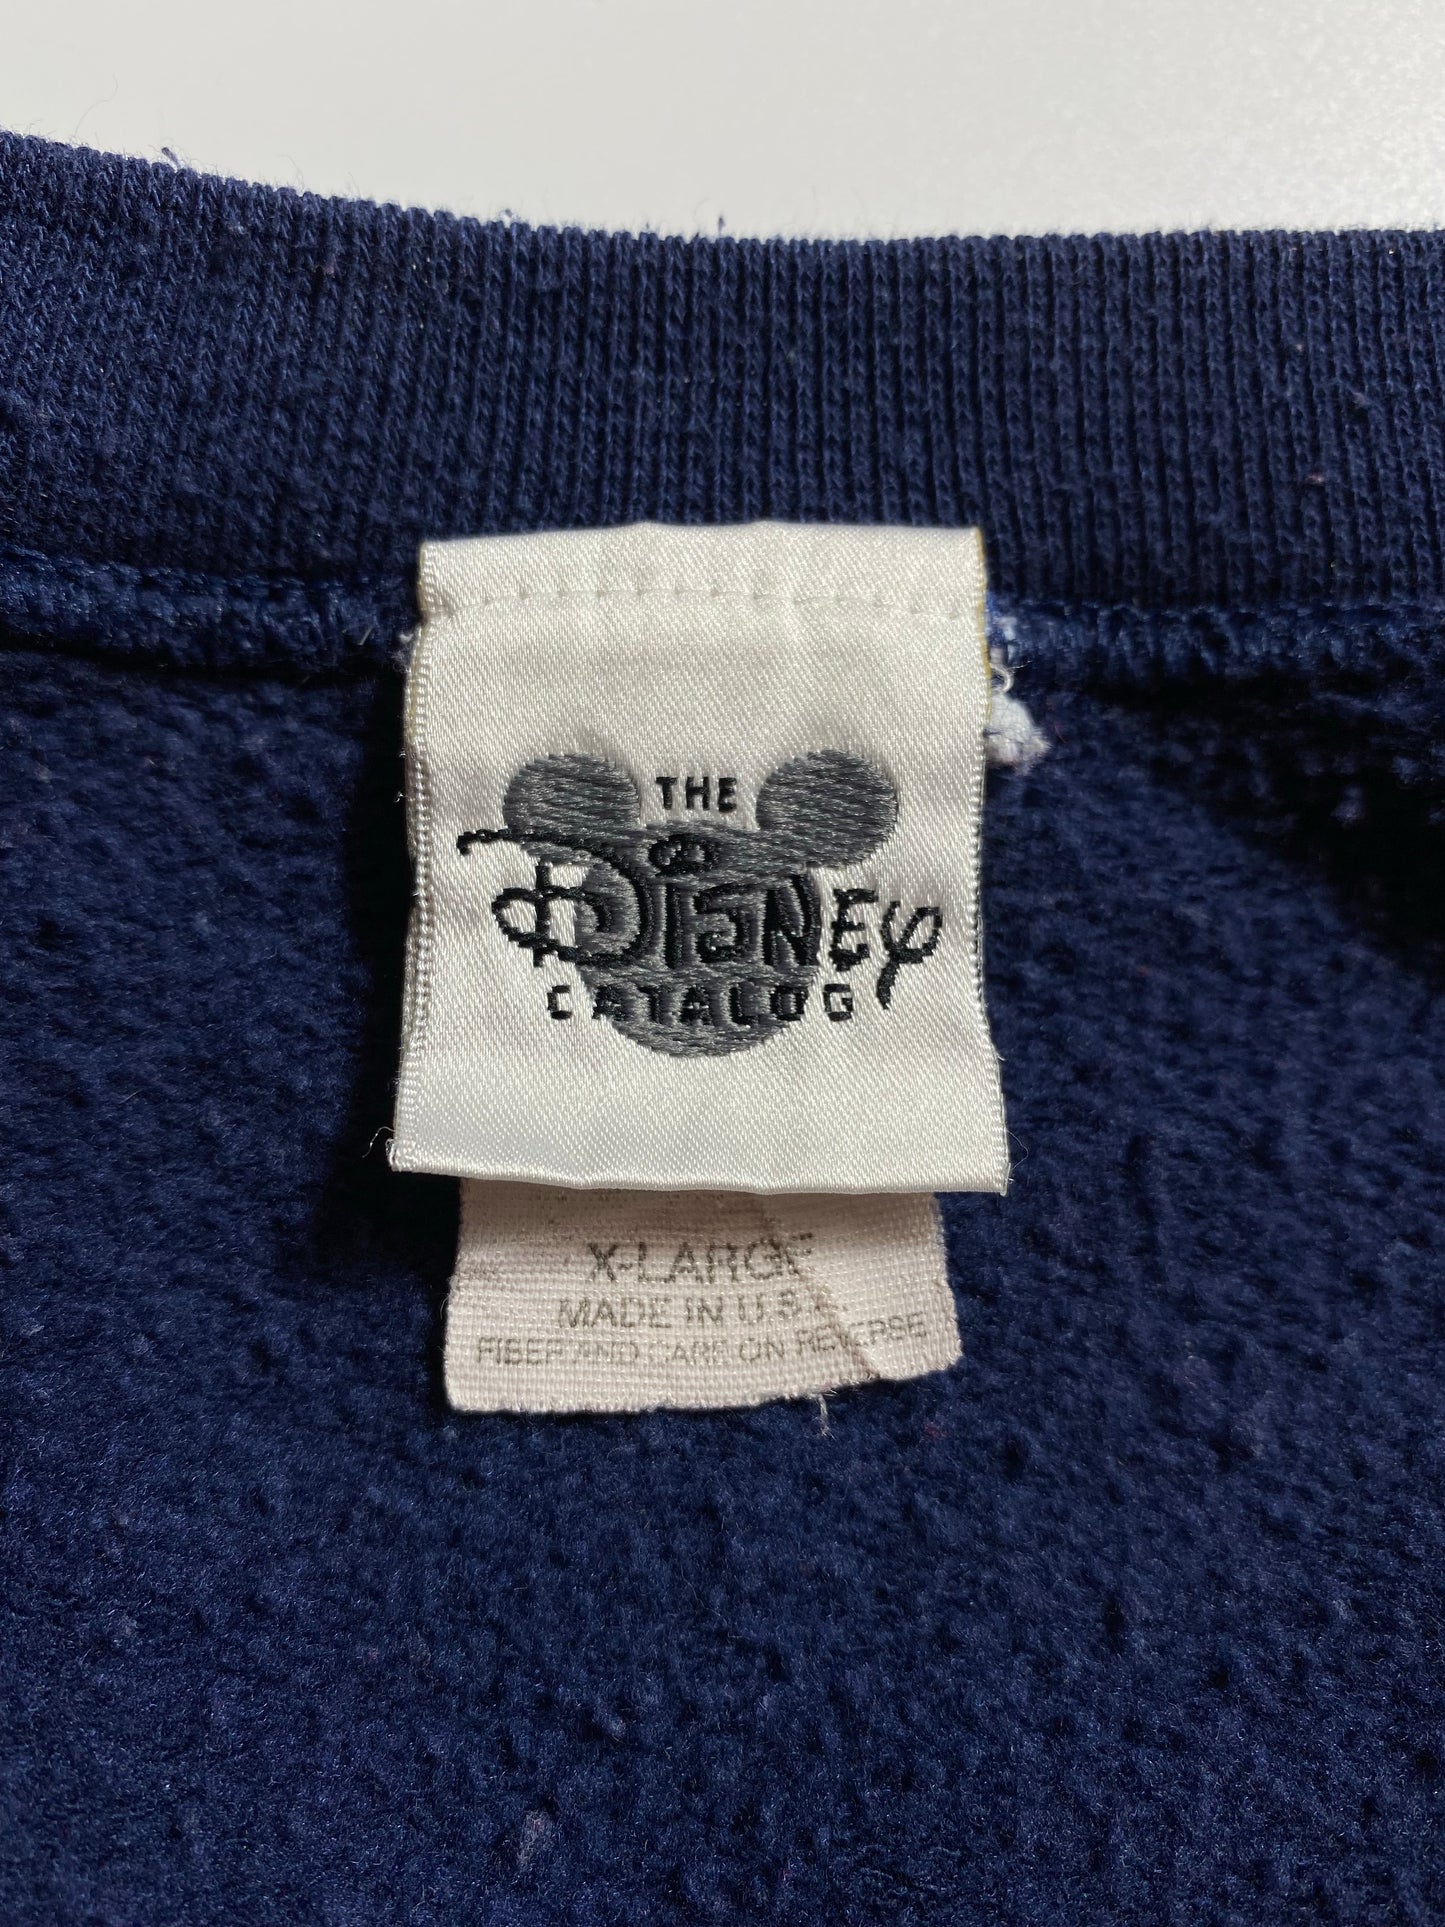 THE
DISNEY
CATALOG
X-LARGE
MADE IN U.S.A.
FIBER AND CARE ON REVERSE